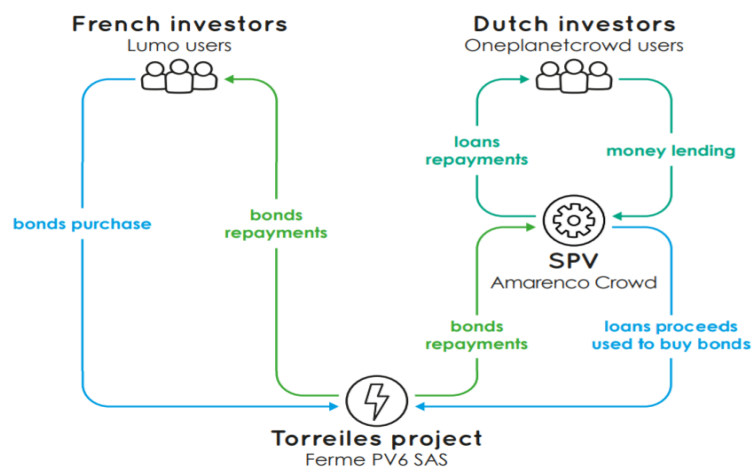 French investors
Lumo users
Dutch investors
Oneplanetcrowd users
loans
repayments
money lending
bonds purchase
bonds
repayments
SPV
Amarenco Crowd
bonds
repayments
loans proceeds
used to buy bonds
Torreiles project
Ferme PV6 SAS